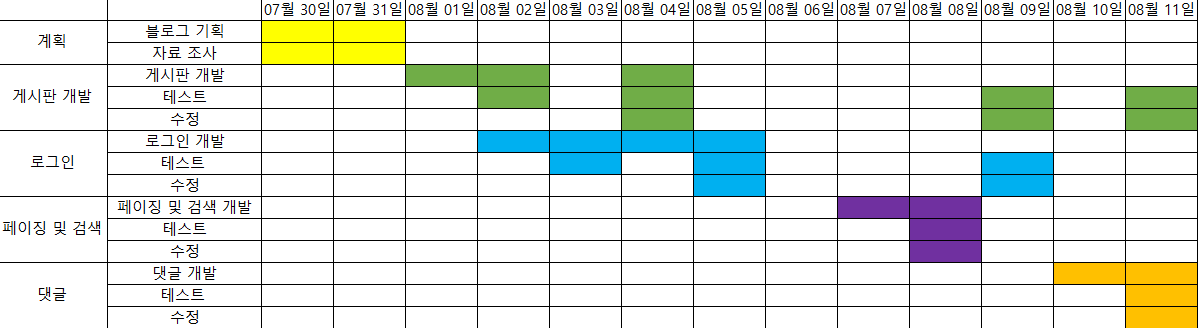 07월 30일 07월 31일 08월 01일 08월 02일 08월 03일 08월 04일 08월 05일 08월 06일 08월 07일 08월 08일 08월 09일 08월 10일 08월 11일
계획
블로그 기획
자료 조사
게시판 개발
게시판 개발
테스트
수정
로그인
로그인 개발
테스트
수정
페이징 및 검색
페이징 및 검색 개발
테스트
수정
댓글
댓글 개발
테스트
수정